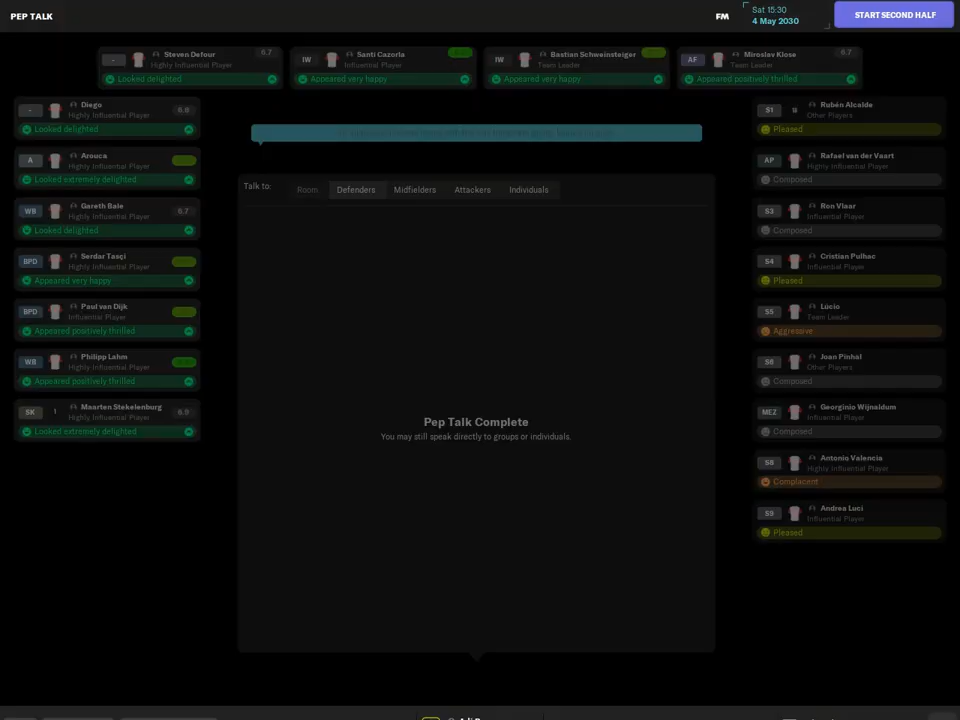 PEP TALK
FM
Sat 15:30
4 May 2030
START SECOND HALF
-
Steven Defour
Highly Influential Player
6.7
Looked delighted
IW
Santi Cazorla
Influential Player
Appeared very happy
IW
Bastian Schweinsteiger
Team Leader
Appeared very happy
AF
Miroslav Klose
Team Leader
6.7
Appeared positively thrilled
-
Diego
Highly Influential Player
6.8
Looked delighted
A
Arouca
Highly Influential Player
Looked extremely delighted
WB
Gareth Bale
Highly Influential Player
6.7
Looked delighted
BPD
Serdar Tasçi
Highly Influential Player
Appeared very happy
BPD
Paul van Dijk
Influential Player
Appeared positively thrilled
WB
Philipp Lahm
Highly Influential Player
Appeared positively thrilled
SK
1
Maarten Stekelenburg
Highly Influential Player
6.9
Looked extremely delighted
Talk to:
Room
Defenders
Midfielders
Attackers
Individuals
Pep Talk Complete
You may still speak directly to groups or individuals.
S1
Rubén Alcalde
Other Players
Pleased
AP
Rafael van der Vaart
Highly Influential Player
Composed
S3
Ron Vlaar
Influential Player
Composed
S4
Cristian Pulhac
Influential Player
Pleased
S5
Lúcio
Team Leader
Aggressive
S6
Joan Pinhal
Other Players
Composed
MEZ
Georginio Wijnaldum
Influential Player
Composed
S8
Antonio Valencia
Highly Influential Player
Complacent
S9
Andrea Luci
Influential Player
Pleased